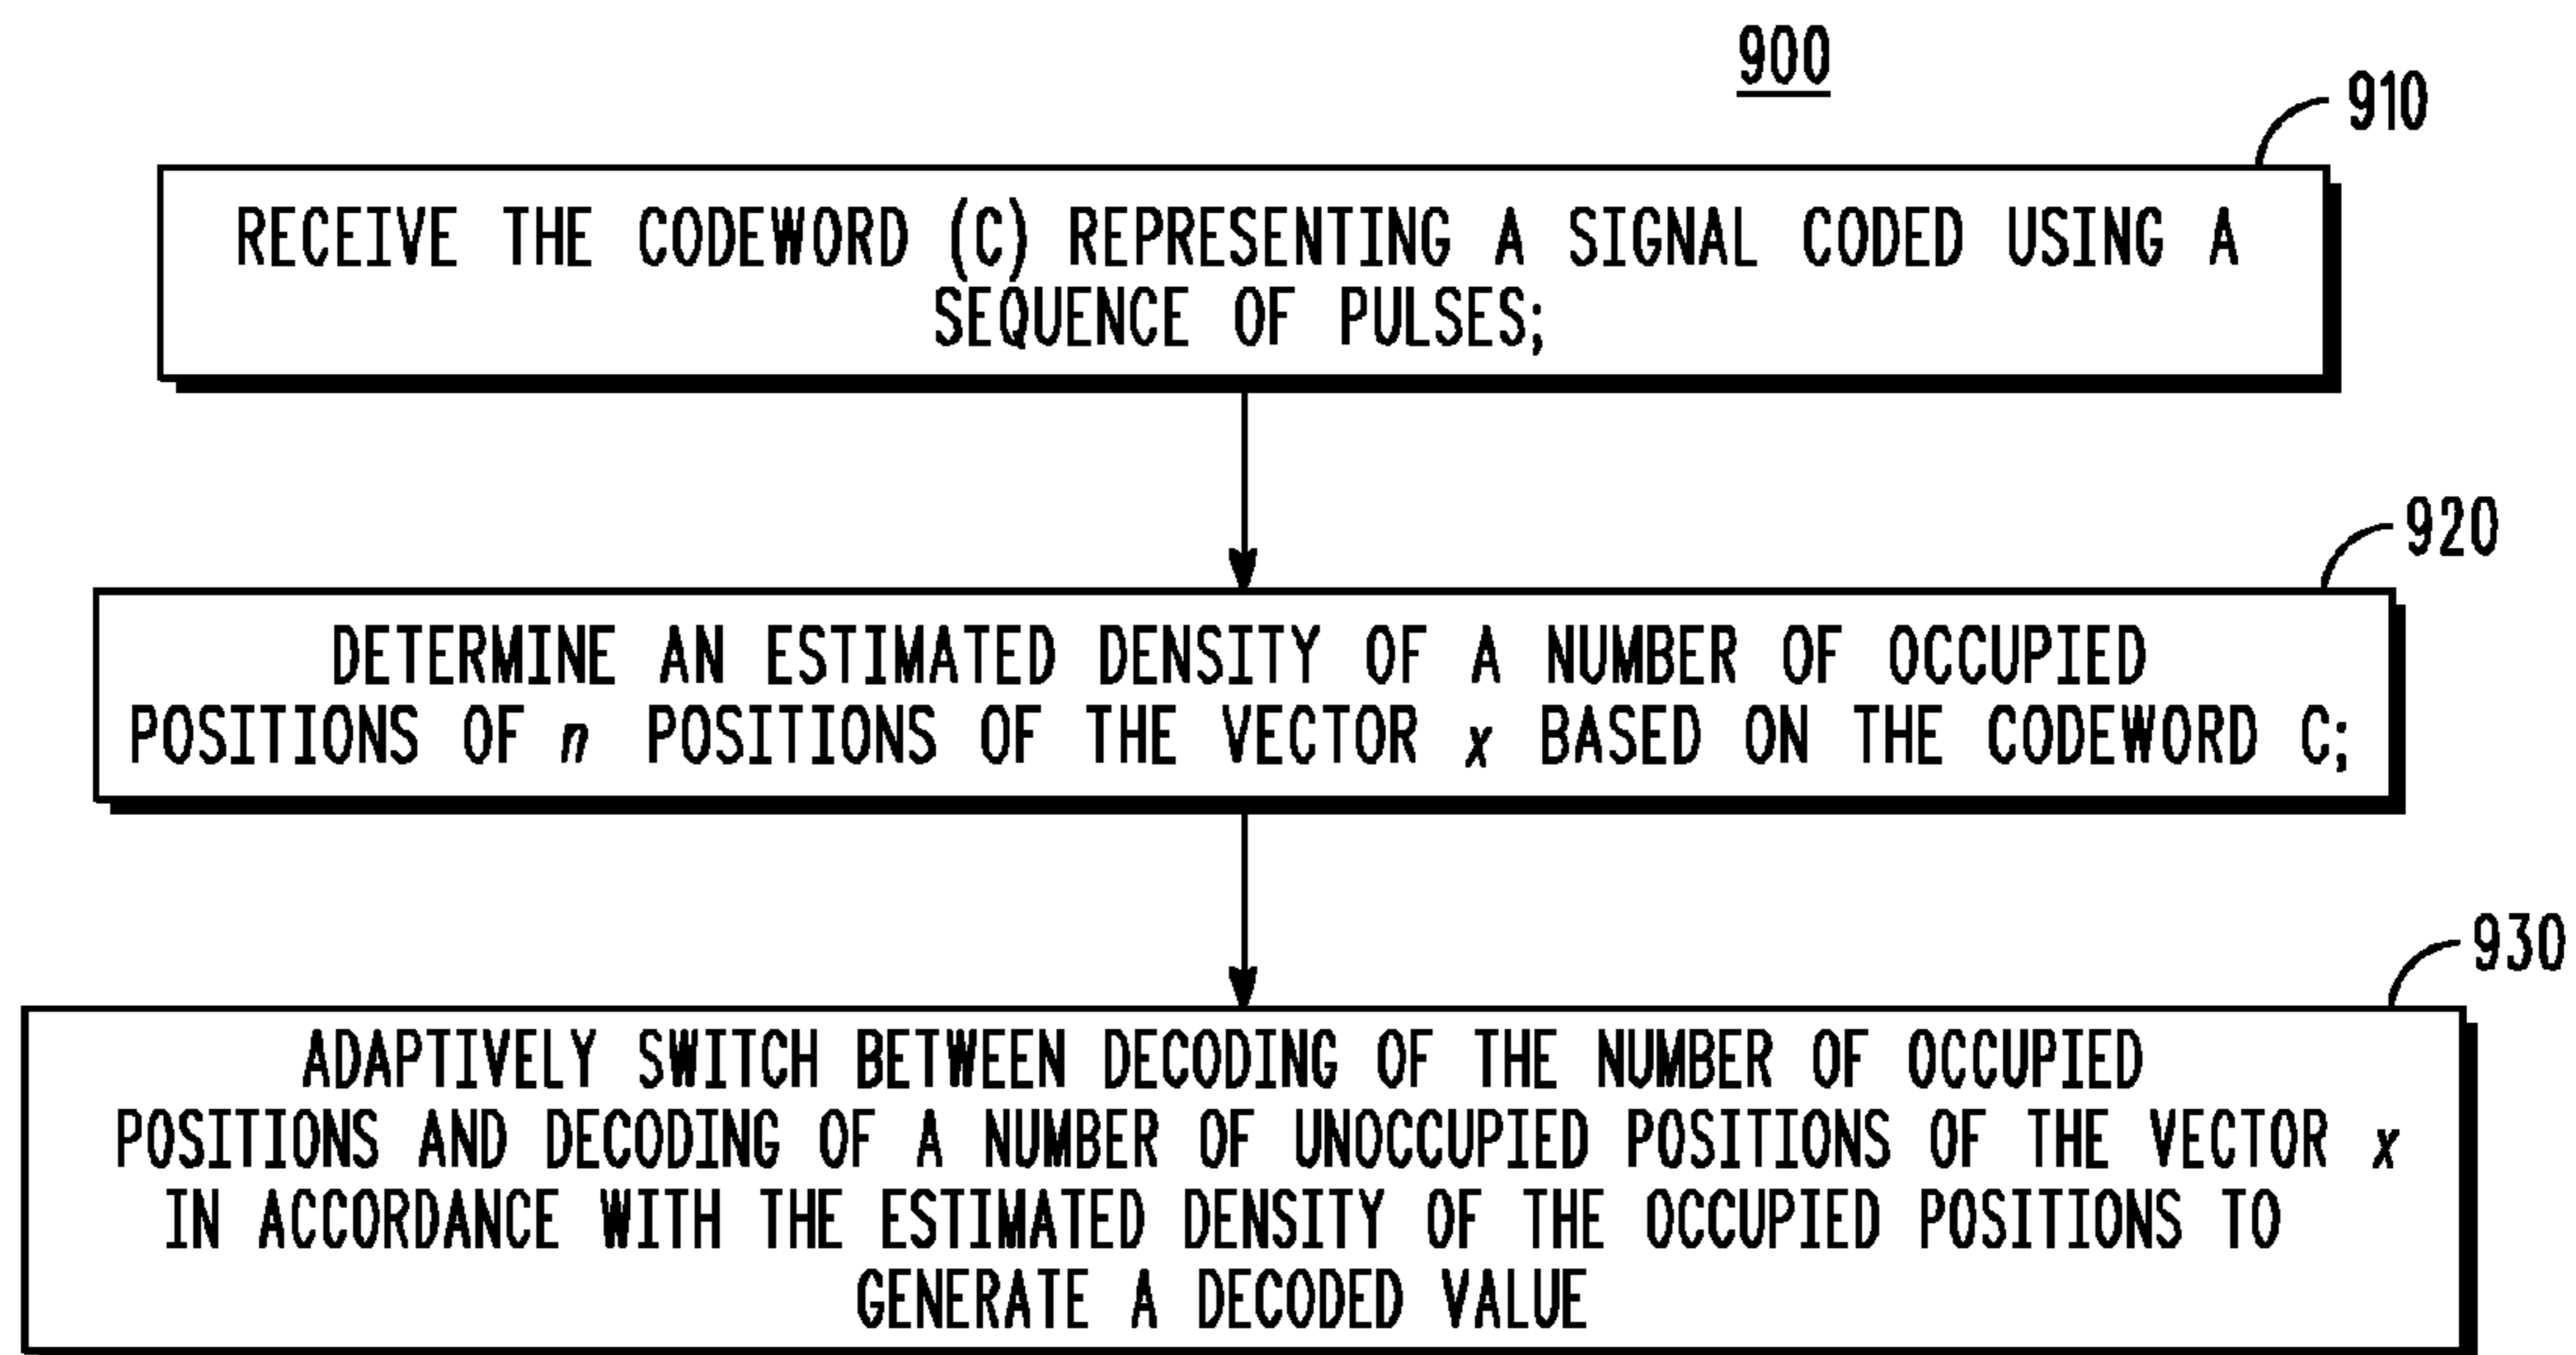 900
910
RECEIVE THE CODEWORD (C) REPRESENTING A SIGNAL CODED USING A
SEQUENCE OF PULSES;
920
DETERMINE AN ESTIMATED DENSITY OF A NUMBER OF OCCUPIED
POSITIONS OF n POSITIONS OF THE VECTOR x BASED ON THE CODEWORD C;
930
ADAPTIVELY SWITCH BETWEEN DECODING OF THE NUMBER OF OCCUPIED
POSITIONS AND DECODING OF A NUMBER OF UNOCCUPIED POSITIONS OF THE VECTOR x
IN ACCORDANCE WITH THE ESTIMATED DENSITY OF THE OCCUPIED POSITIONS TO
GENERATE A DECODED VALUE